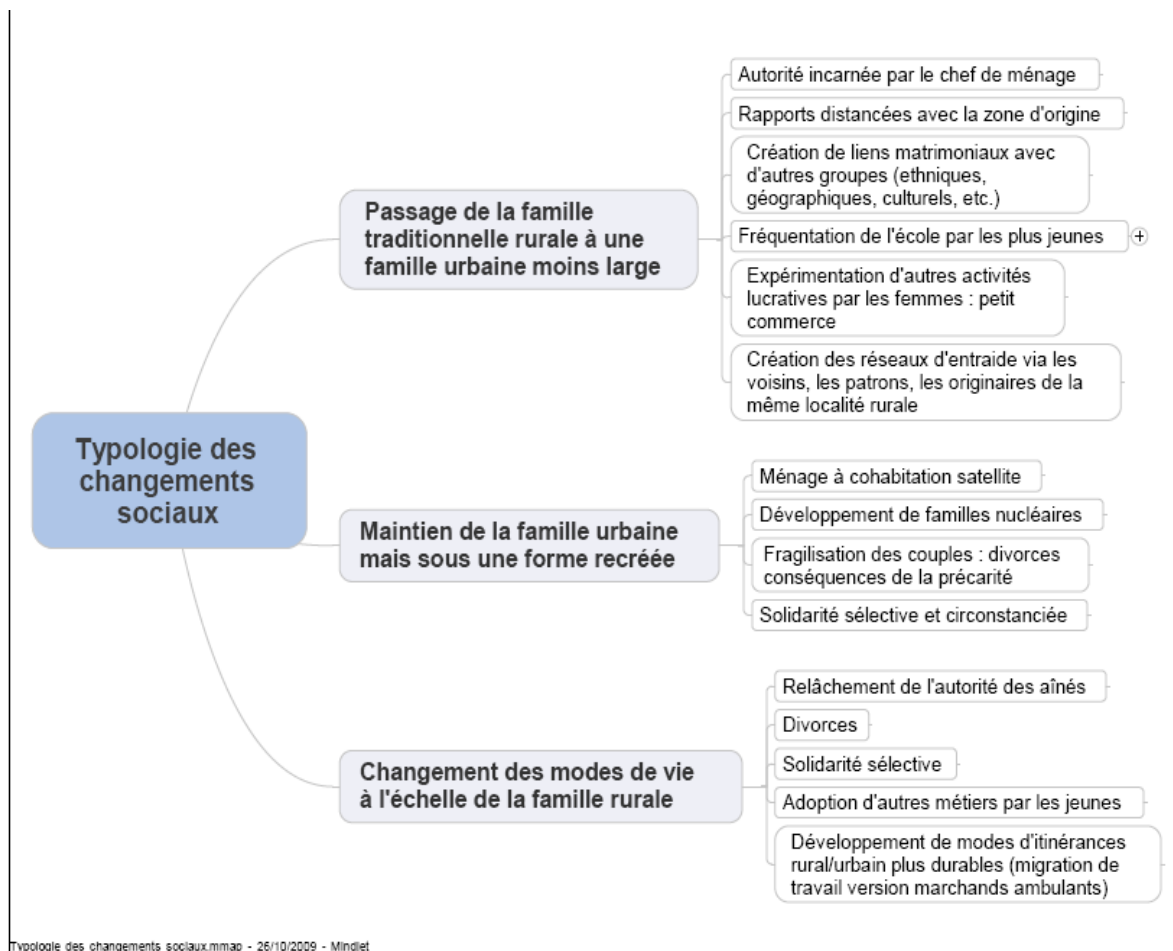 Typologie des
changements
sociaux
Passage de la famille
traditionnelle rurale à une
famille urbaine moins large
Autorité incarnée par le chef de ménage
Rapports distancées avec la zone d'origine
Création de liens matrimoniaux avec
d'autres groupes (ethniques,
géographiques, culturels, etc.)
Fréquentation de l'école par les plus jeunes
Expérimentation d'autres activités
lucratives par les femmes : petit
commerce
Création des réseaux d'entraide via les
voisins, les patrons, les originaires de la
même localité rurale
Maintien de la famille urbaine
mais sous une forme recréée
Ménage à cohabitation satellite
Développement de familles nucléaires
Fragilisation des couples : divorces
conséquences de la précarité
Solidarité sélective et circonstanciée
Changement des modes de vie
à l'échelle de la famille rurale
Relâchement de l'autorité des aînés
Divorces
Solidarité sélective
Adoption d'autres métiers par les jeunes
Développement de modes d'itinérances
rural/urbain plus durables (migration de
travail version marchands ambulants)
Typologie des changements sociaux.mmap - 26/10/2009 - Mindjet